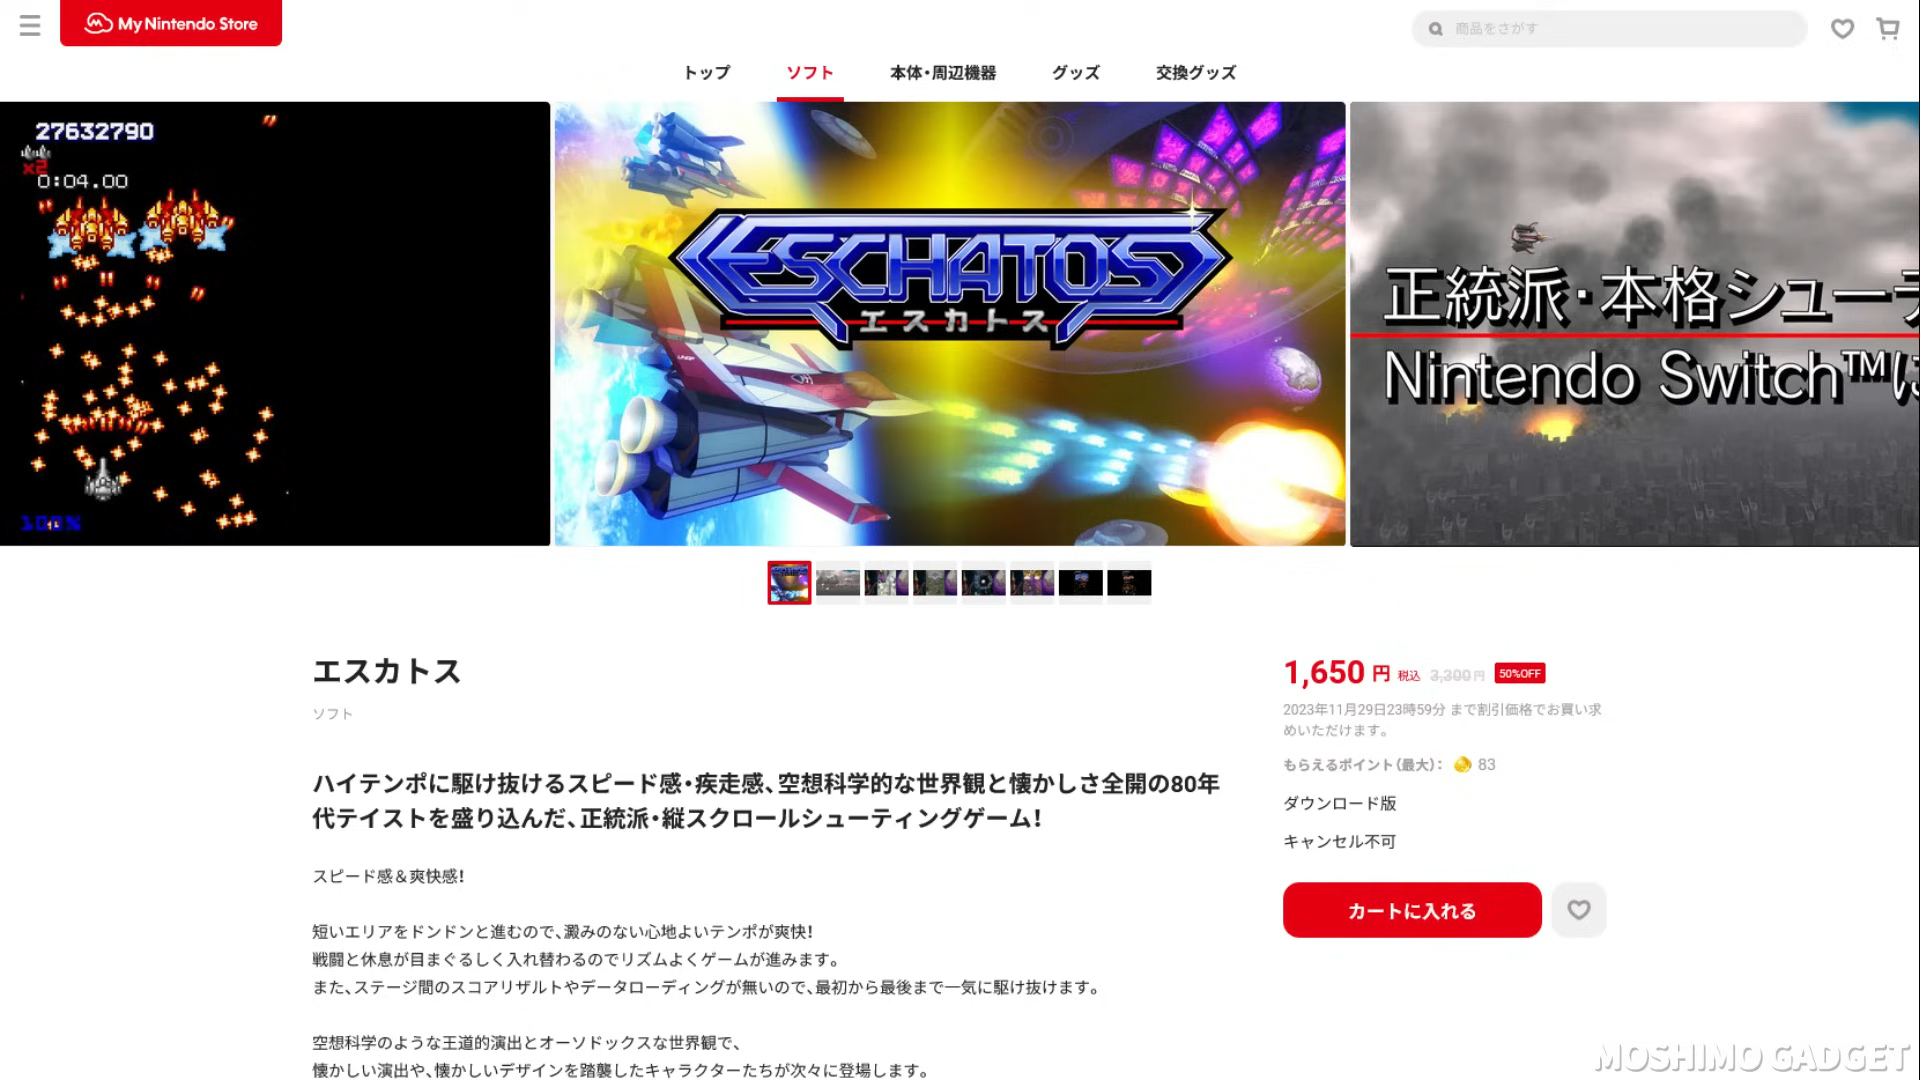 My Nintendo Store
商品をさがす
トップ
ソフト
本体・周辺機器
グッズ
交換グッズ
27632790
x2
0:04.00
100%
ESCHATOS
エスカトス
正統派・本格シューテ
Nintendo Switch™に
エスカトス
ソフト
ハイテンポに駆け抜けるスピード感・疾走感、空想科学的な世界観と懐かしさ全開の80年
代テイストを盛り込んだ、正統派・縦スクロールシューティングゲーム！
スピード感＆爽快感！
短いエリアをドンドンと進むので、澱みのない心地よいテンポが爽快！
戦闘と休息が目まぐるしく入れ替わるのでリズムよくゲームが進みます。
また、ステージ間のスコアリザルトやデータローディングが無いので、最初から最後まで一気に駆け抜けます。
空想科学のような王道的演出とオーソドックスな世界観で、
懐かしい演出や、懐かしいデザインを踏襲したキャラクターたちが次々に登場します。
1,650 円 税込 3,300円 50%OFF
2023年11月29日23時59分 まで割引価格でお買い求
めいただけます。
もらえるポイント（最大）： 83
ダウンロード版
キャンセル不可
カートに入れる
MOSHIMO GADGET